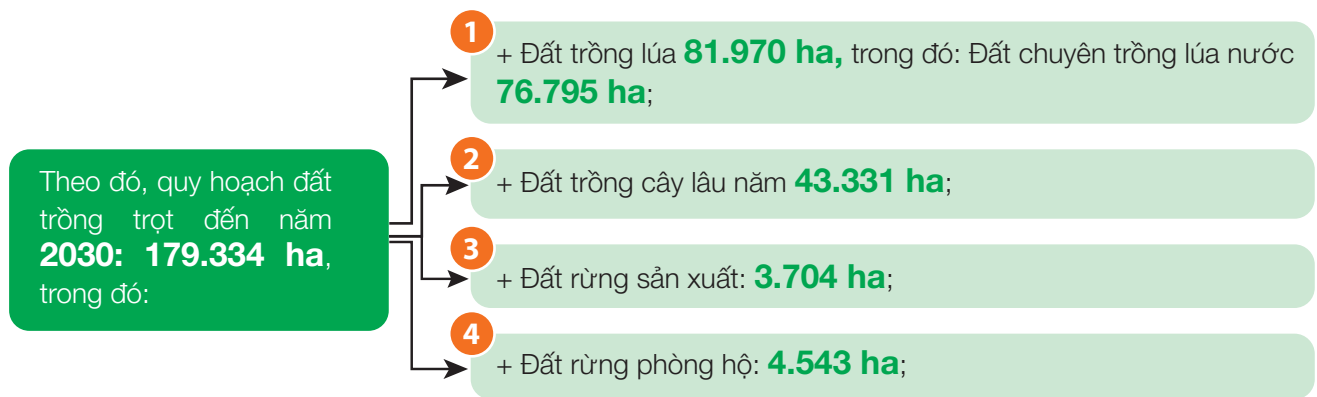 Theo đó, quy hoạch đất
trồng trọt đến năm
2030: 179.334 ha,
trong đó:
1
+ Đất trồng lúa 81.970 ha, trong đó: Đất chuyên trồng lúa nước
76.795 ha;
2
+ Đất trồng cây lâu năm 43.331 ha;
3
+ Đất rừng sản xuất: 3.704 ha;
4
+ Đất rừng phòng hộ: 4.543 ha;